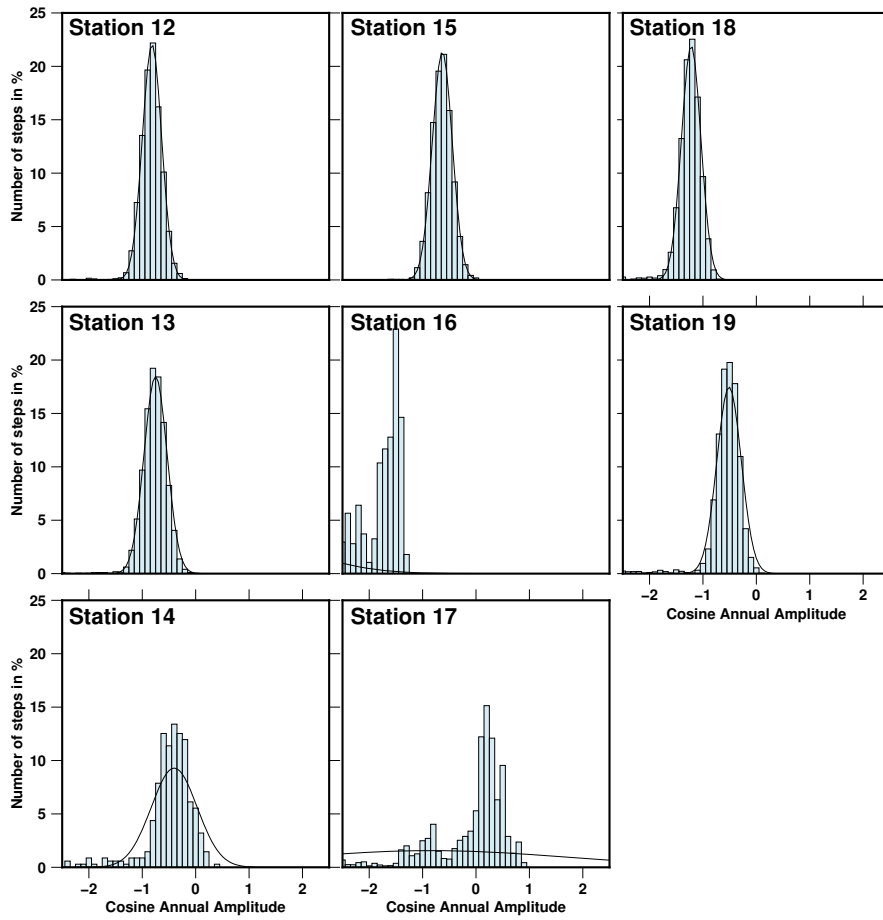 Station 12
Station 15
Station 18
25
20
15
10
5
0
Number of steps in %
−2 −1 0 1 2
Station 13
Station 16
Station 19
25
20
15
10
5
0
Number of steps in %
−2 −1 0 2
Cosine Annual Amplitude
Station 14
Station 17
25
20
15
10
5
0
Number of steps in %
−2 −1 0 2
Cosine Annual Amplitude
−2 −1 0 2
Cosine Annual Amplitude